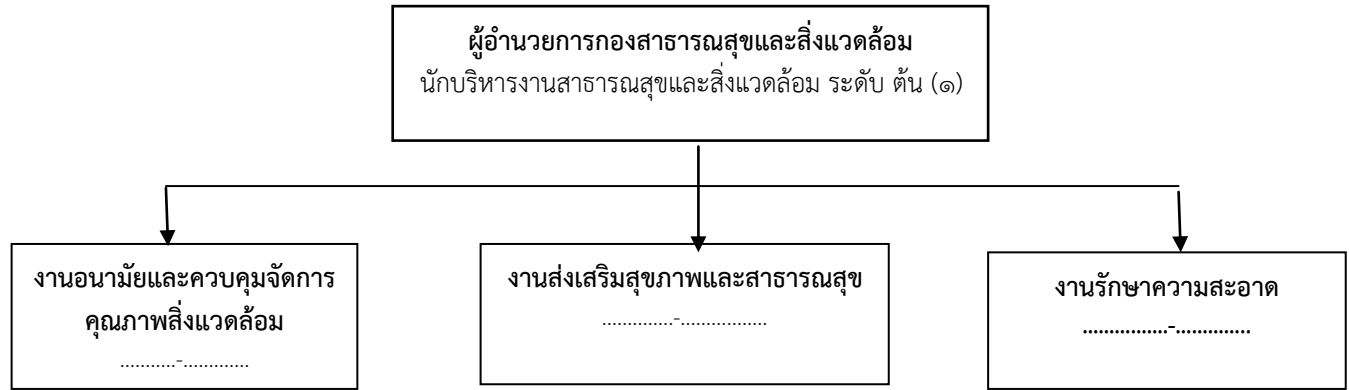 ผู้อำนวยการกองสาธารณสุขและสิ่งแวดล้อม
นักบริหารงานสาธารณสุขและสิ่งแวดล้อม ระดับ ต้น (๑)
งานอนามัยและควบคุมจัดการ
คุณภาพสิ่งแวดล้อม
...........-.............
งานส่งเสริมสุขภาพและสาธารณสุข
..............-.................
งานรักษาความสะอาด
................-..............